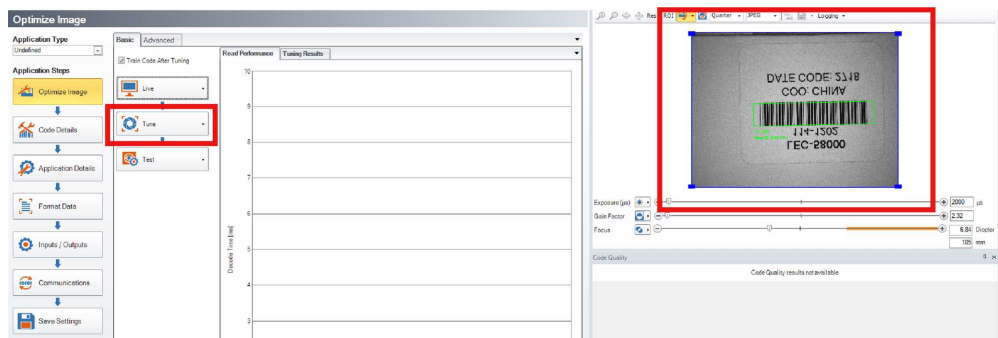 Optimize Image
Application Type
Undefined
Application Steps
Optimize Image
Code Details
Application Details
Format Data
Inputs / Outputs
Communications
Save Settings
Basic
Advanced
Train Code After Tuning
Live
Tune
Test
Read Performance
Tuning Results
10
9
8
7
6
Decode Time [ms]
4
3
ROI
Quarter
JPEG
Logging
DATE CODE: 2718
COO: CHINA
114-1202
LEC-58000
Exposure (µs)
2000 µs
Gain Factor
2.32
Focus
6.84 Diopter
105 mm
Code Quality
Code Quality results not available